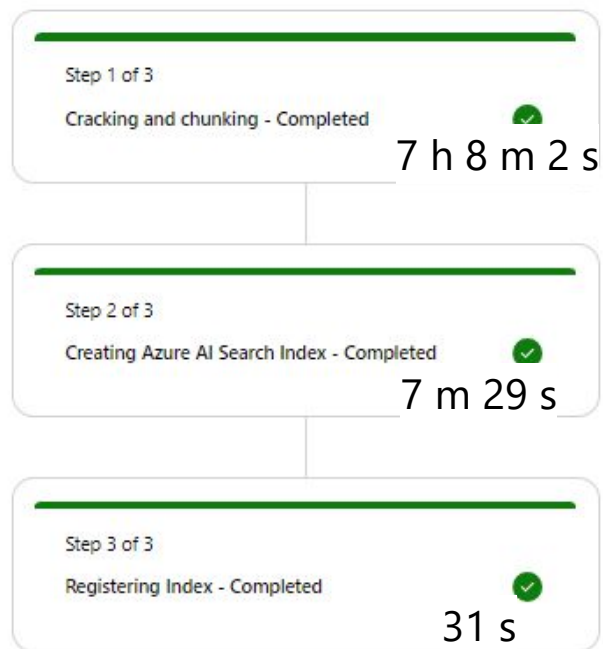 Step 1 of 3
Cracking and chunking - Completed
7 h 8 m 2 s
Step 2 of 3
Creating Azure AI Search Index - Completed
7 m 29 s
Step 3 of 3
Registering Index - Completed
31 s